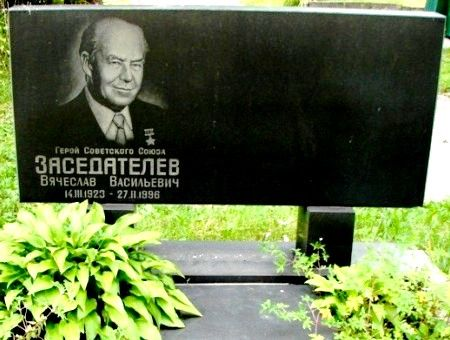 Герой Советского Союза
ЗАСЕДАТЕЛЕВ
Вячеслав Васильевич
14.III.1923 - 27.II.1996